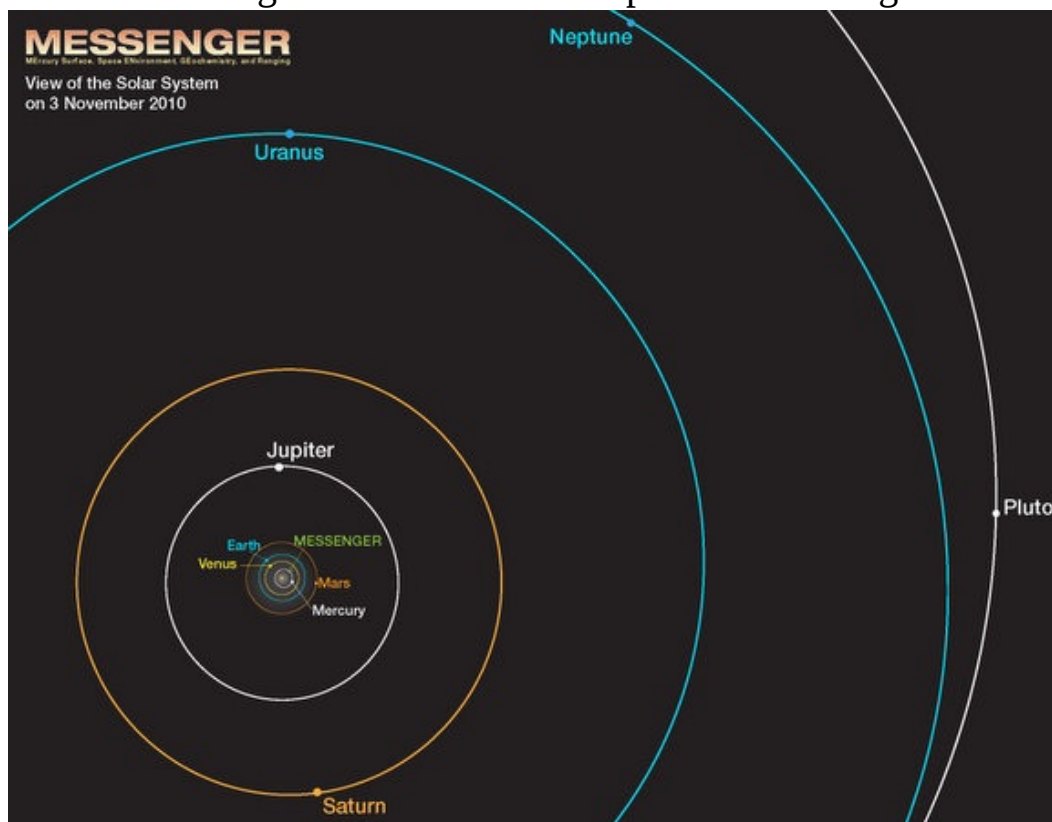 MESSENGER
MErcury Surface, Space ENvironment, GEochemistry, and Ranging
View of the Solar System
on 3 November 2010
Neptune
Uranus
Jupiter
Earth
MESSENGER
Venus
Mars
Mercury
Pluto
Saturn